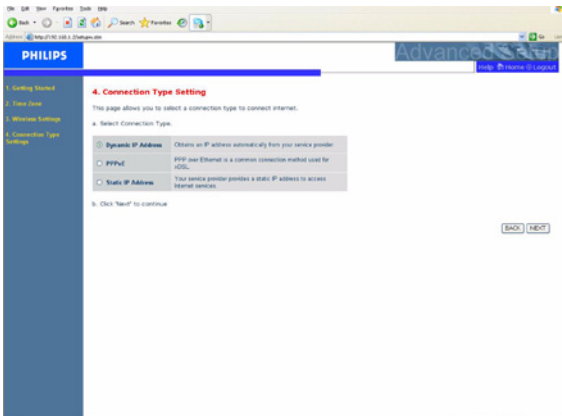 File Edit View Favorites Tools Help
Back Search Favorites
Address
Go
PHILIPS
Advanced Setup
Help Home Logout
1. Getting Started
2. Time Zone
3. Wireless Settings
4. Connection Type
Settings
4. Connection Type Setting
This page allows you to select a connection type to connect internet.
a. Select Connection Type.
Dynamic IP Address Obtains an IP address automatically from your service provider.
PPPoE PPP over Ethernet is a common connection method used for
xDSL.
Static IP Address Your service provider provides a static IP address to access
Internet services.
b. Click "Next" to continue
BACK NEXT